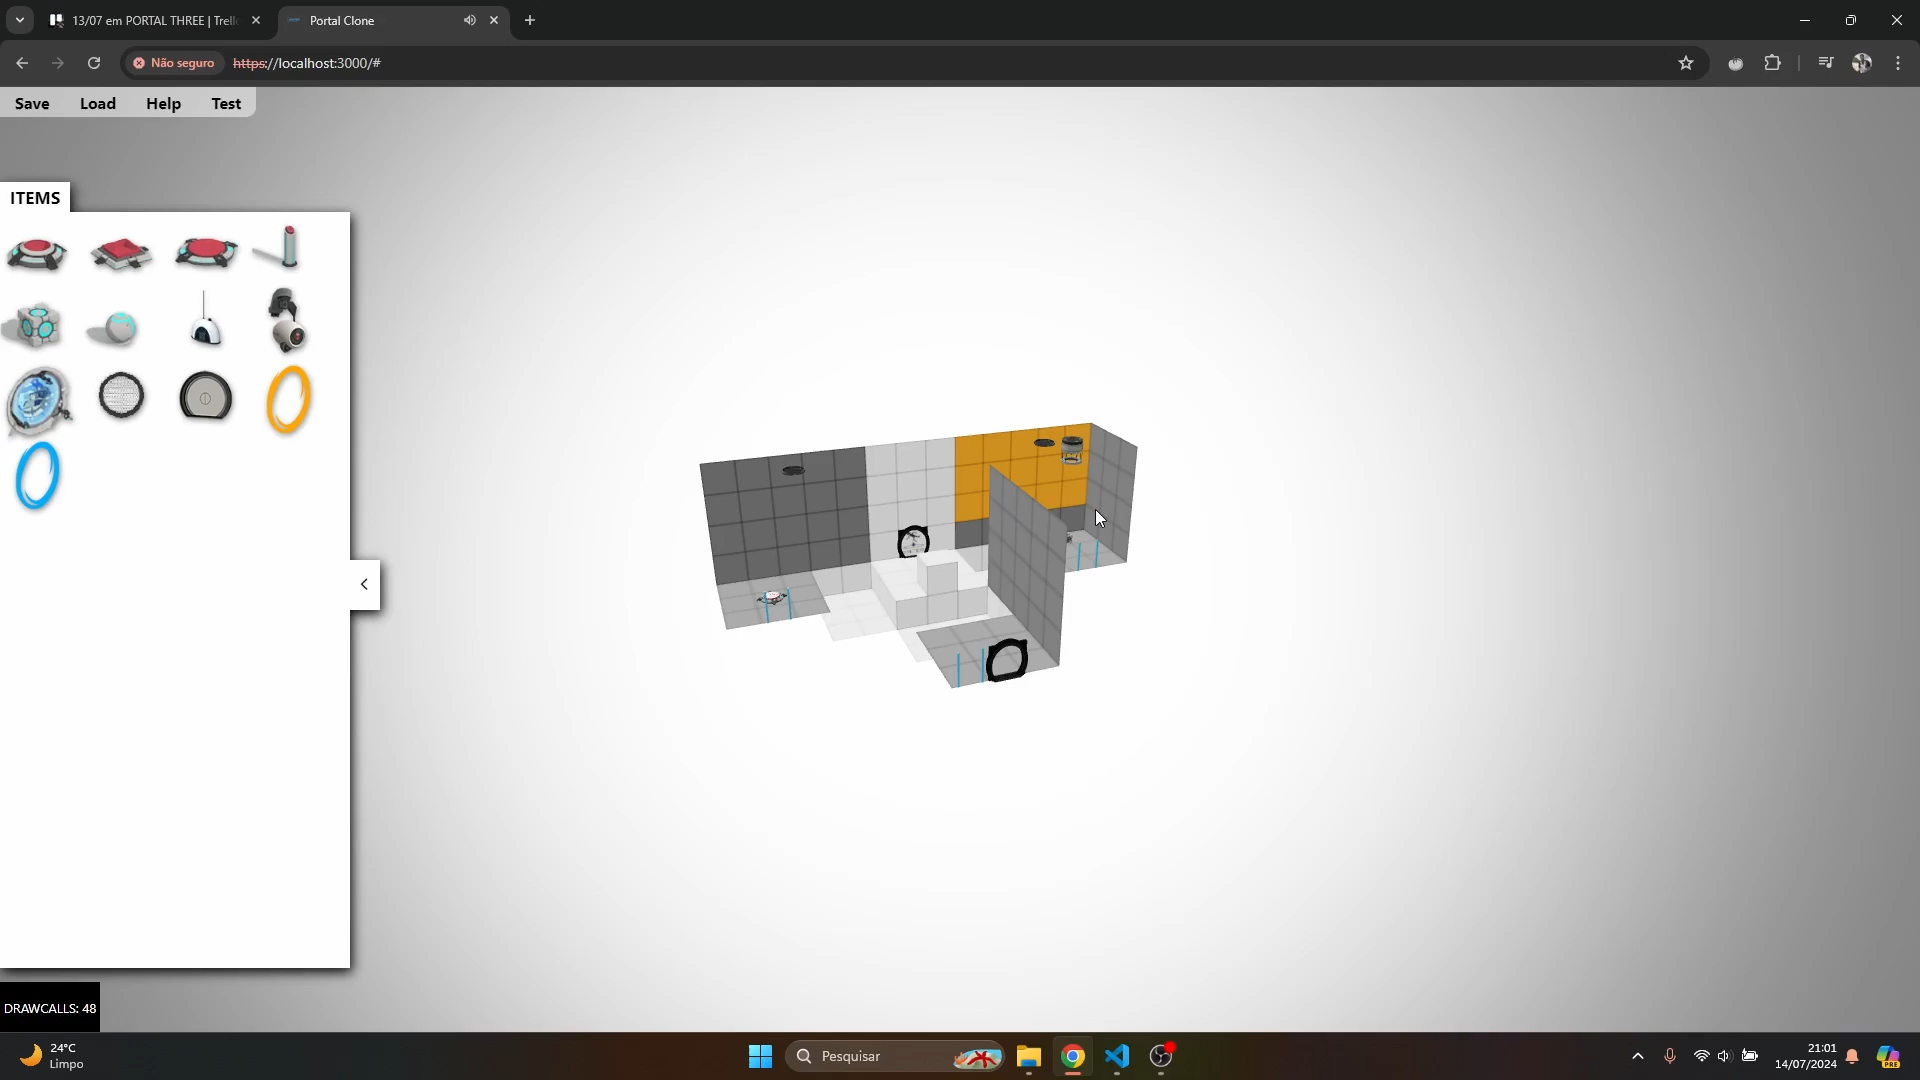 13/07 em PORTAL THREE | Trell
Portal Clone
Não seguro
https://localhost:3000/#
Save
Load
Help
Test
ITEMS
DRAWCALLS: 48
24°C
Limpo
Pesquisar
21:01
14/07/2024
PRE